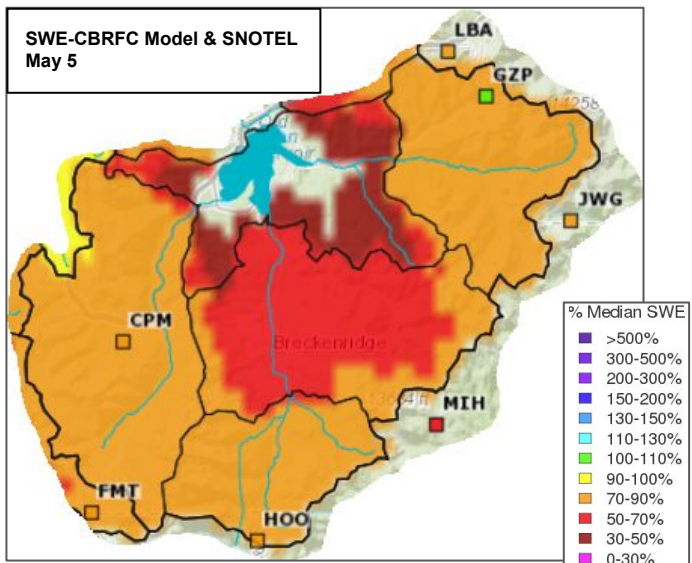 SWE-CBRFC Model & SNOTEL
May 5
LBA
GZP
14258
JWG
CPM
Breckenridge
MIH
FMT
HOO
% Median SWE
>500%
300-500%
200-300%
150-200%
130-150%
110-130%
100-110%
90-100%
70-90%
50-70%
30-50%
0-30%